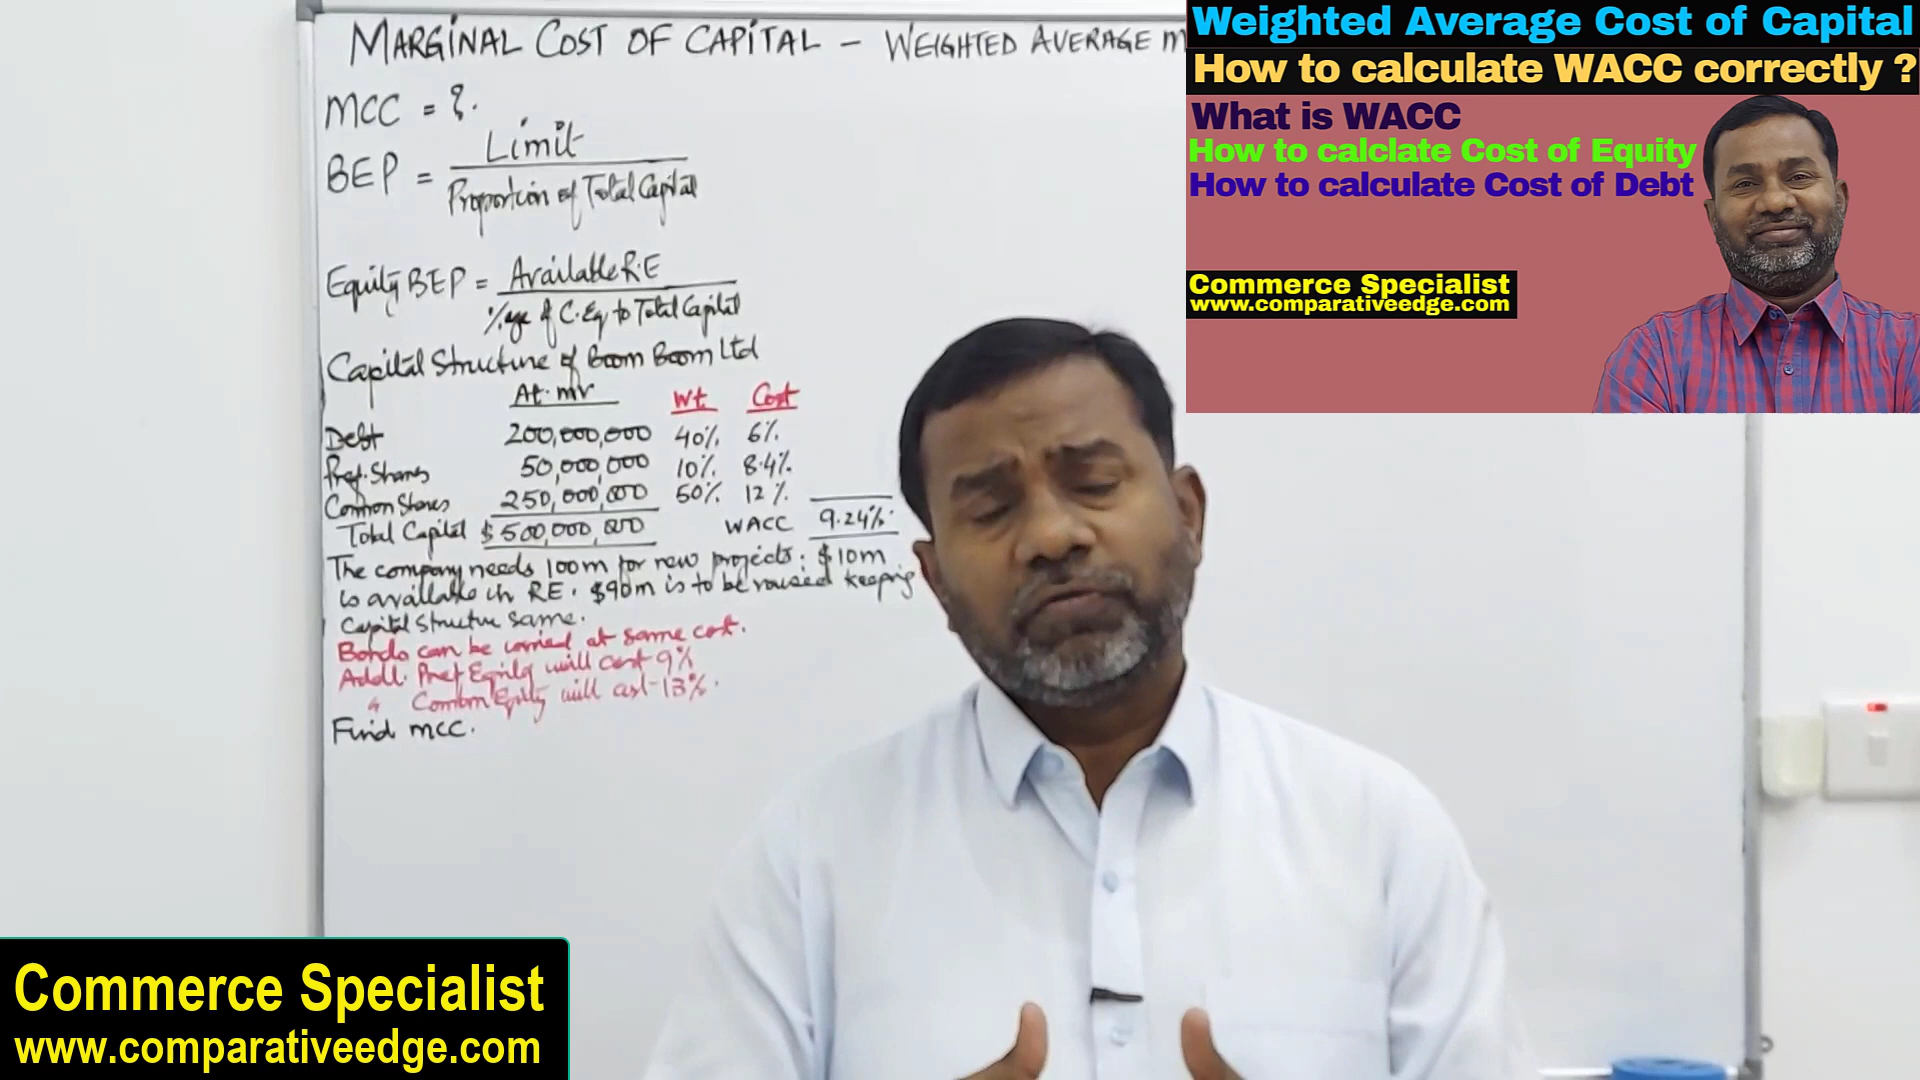 MARGINAL COST OF CAPITAL – WEIGHTED AVERAGE M
MCC = ?.
BEP = Limit
Proportion of Total Capital
Equity BEP = Available R.E
%age of C.Eq to Total Capital
Capital Structure of Boom Boom Ltd
At mv Wt Cost
Debt 200,000,000 40% 6%
Pref. Shares 50,000,000 10% 8.4%
Common Shares 250,000,000 50% 12%
Total Capital $500,000,000 WACC 9.24%
The company needs 100m for new projects. $10m
is available in RE. $90m is to be raised keeping
Capital Structure same.
Bonds can be at same cost.
Addl. Pref Equity will cost 9%
" Common Equity will cost 13%.
Find MCC.
Weighted Average Cost of Capital
How to calculate WACC correctly ?
What is WACC
How to calclate Cost of Equity
How to calculate Cost of Debt
Commerce Specialist
www.comparativeedge.com
Commerce Specialist
www.comparativeedge.com